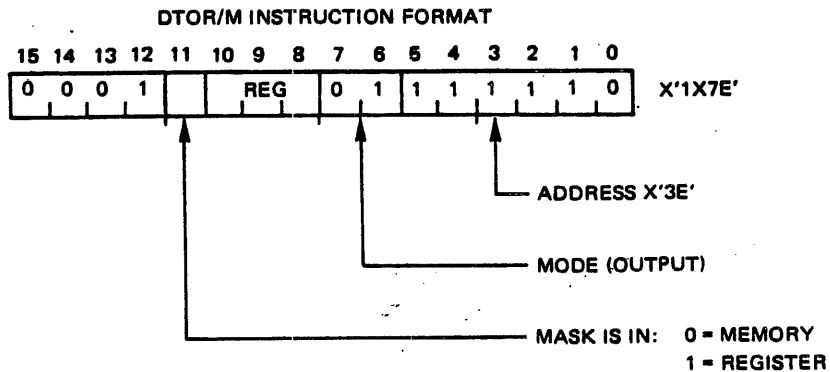 DTOR/M INSTRUCTION FORMAT
15 14 13 12 11 10 9 8 7 6 5 4 3 2 1 0
0 0 0 1 REG 0 1 1 1 1 1 1 0 X'1X7E'
ADDRESS X'3E'
MODE (OUTPUT)
MASK IS IN: 0 = MEMORY
1 = REGISTER